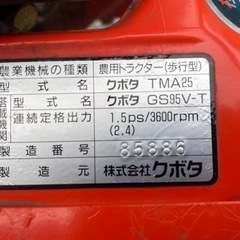 農業機械の種類 農用トラクター(歩行型)
型式名 クボタ TMA25
搭 型式名 クボタ GS95V-T
連続定格出力 1.5ps/3600rpm
(2.4)
製造番号 85886
製造元 株式会社クボタ